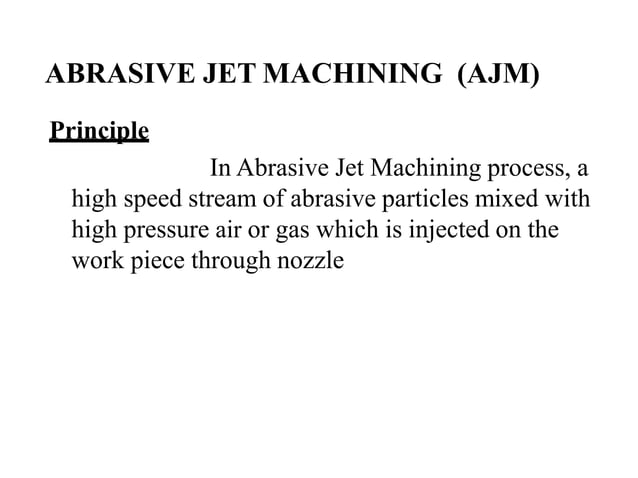 ABRASIVE JET MACHINING (AJM)
Principle
In Abrasive Jet Machining process, a
high speed stream of abrasive particles mixed with
high pressure air or gas which is injected on the
work piece through nozzle